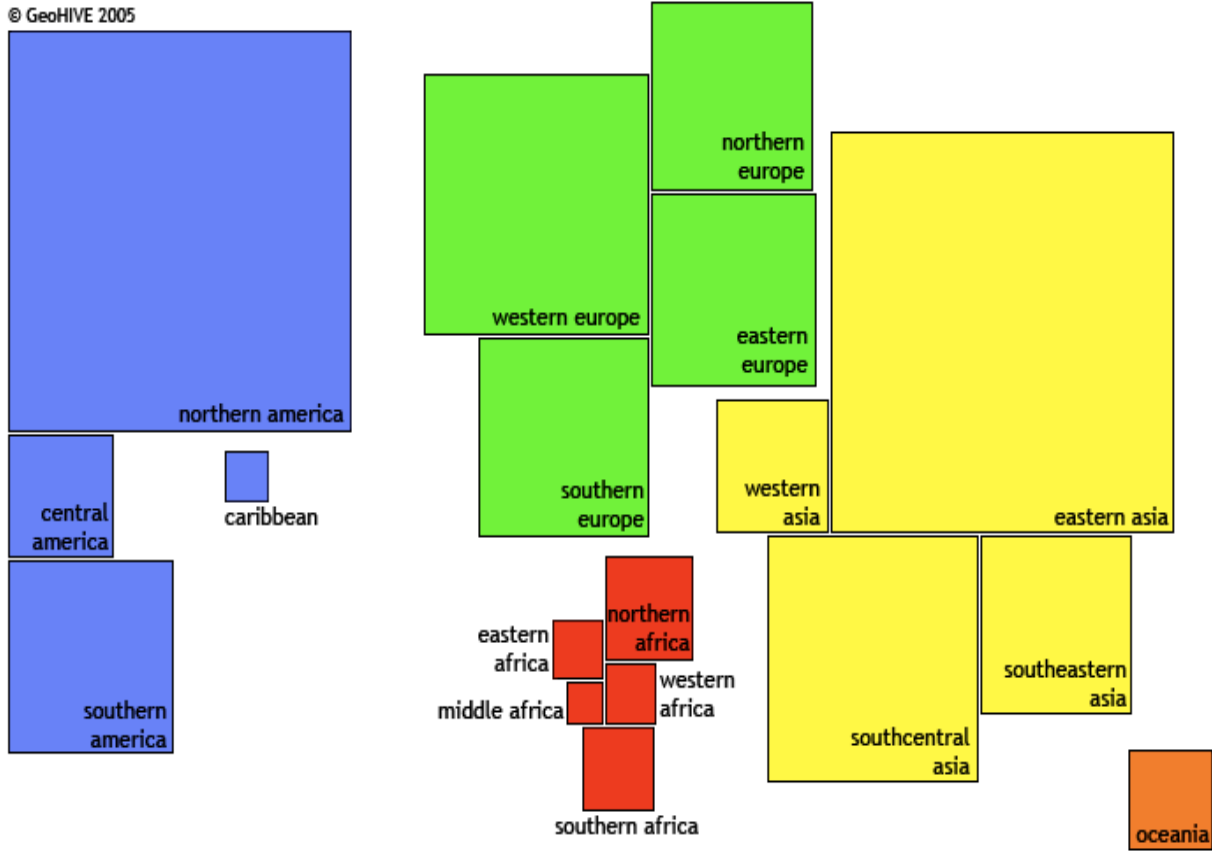 © GeoHIVE 2005
northern america
central
america
caribbean
southern
america
northern
europe
western europe
eastern
europe
southern
europe
western
asia
eastern asia
northern
africa
eastern
africa
western
africa
middle africa
southern africa
southeastern
asia
southcentral
asia
oceania